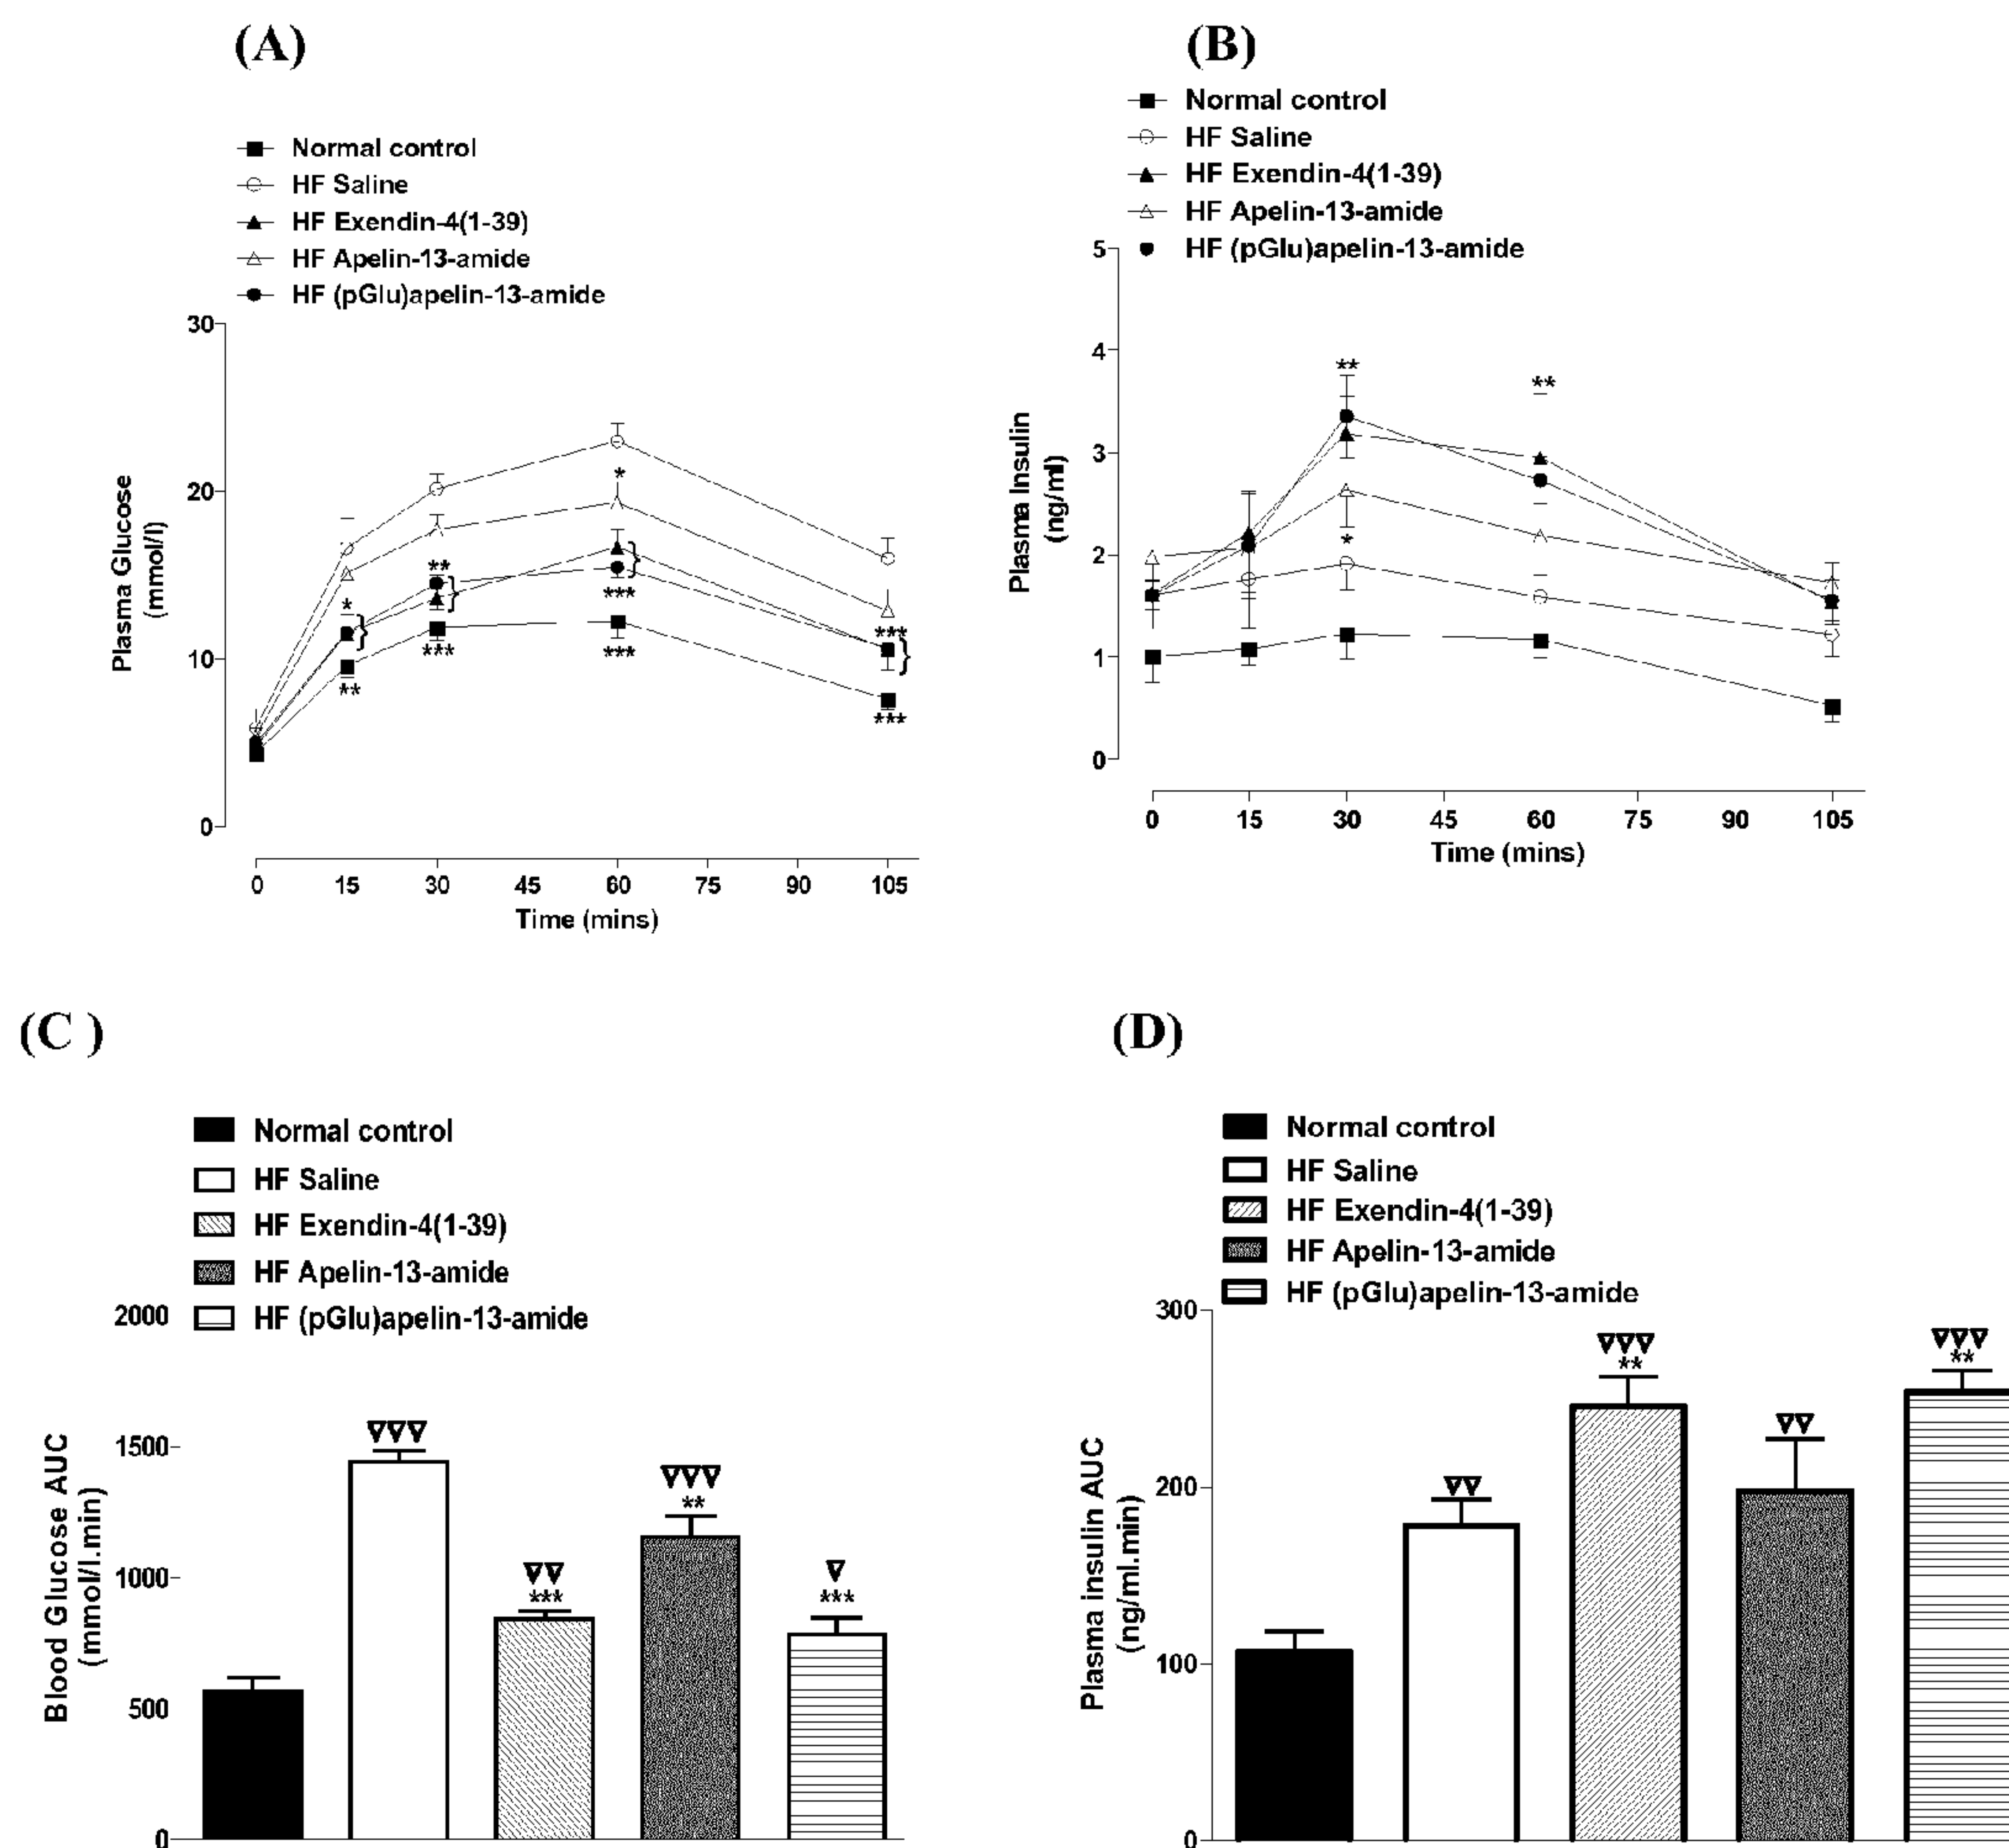 (A)
Normal control
HF Saline
HF Exendin-4(1-39)
HF Apelin-13-amide
HF (pGlu)apelin-13-amide
30
20
10
0
Plasma Glucose
(mmol/l)
*
**
**
***
*
***
***
***
***
0 15 30 45 60 75 90 105
Time (mins)
(B)
Normal control
HF Saline
HF Exendin-4(1-39)
HF Apelin-13-amide
HF (pGlu)apelin-13-amide
5
4
3
2
1
0
Plasma Insulin
(ng/ml)
**
**
*
0 15 30 45 60 75 90 105
Time (mins)
(C )
Normal control
HF Saline
HF Exendin-4(1-39)
HF Apelin-13-amide
HF (pGlu)apelin-13-amide
2000
1500
1000
500
0
Blood Glucose AUC
(mmol/l.min)
∇∇∇
∇∇
***
∇∇∇
**
∇
***
(D)
Normal control
HF Saline
HF Exendin-4(1-39)
HF Apelin-13-amide
HF (pGlu)apelin-13-amide
300
200
100
0
Plasma insulin AUC
(ng/ml.min)
∇∇
∇∇∇
**
∇∇
∇∇∇
**